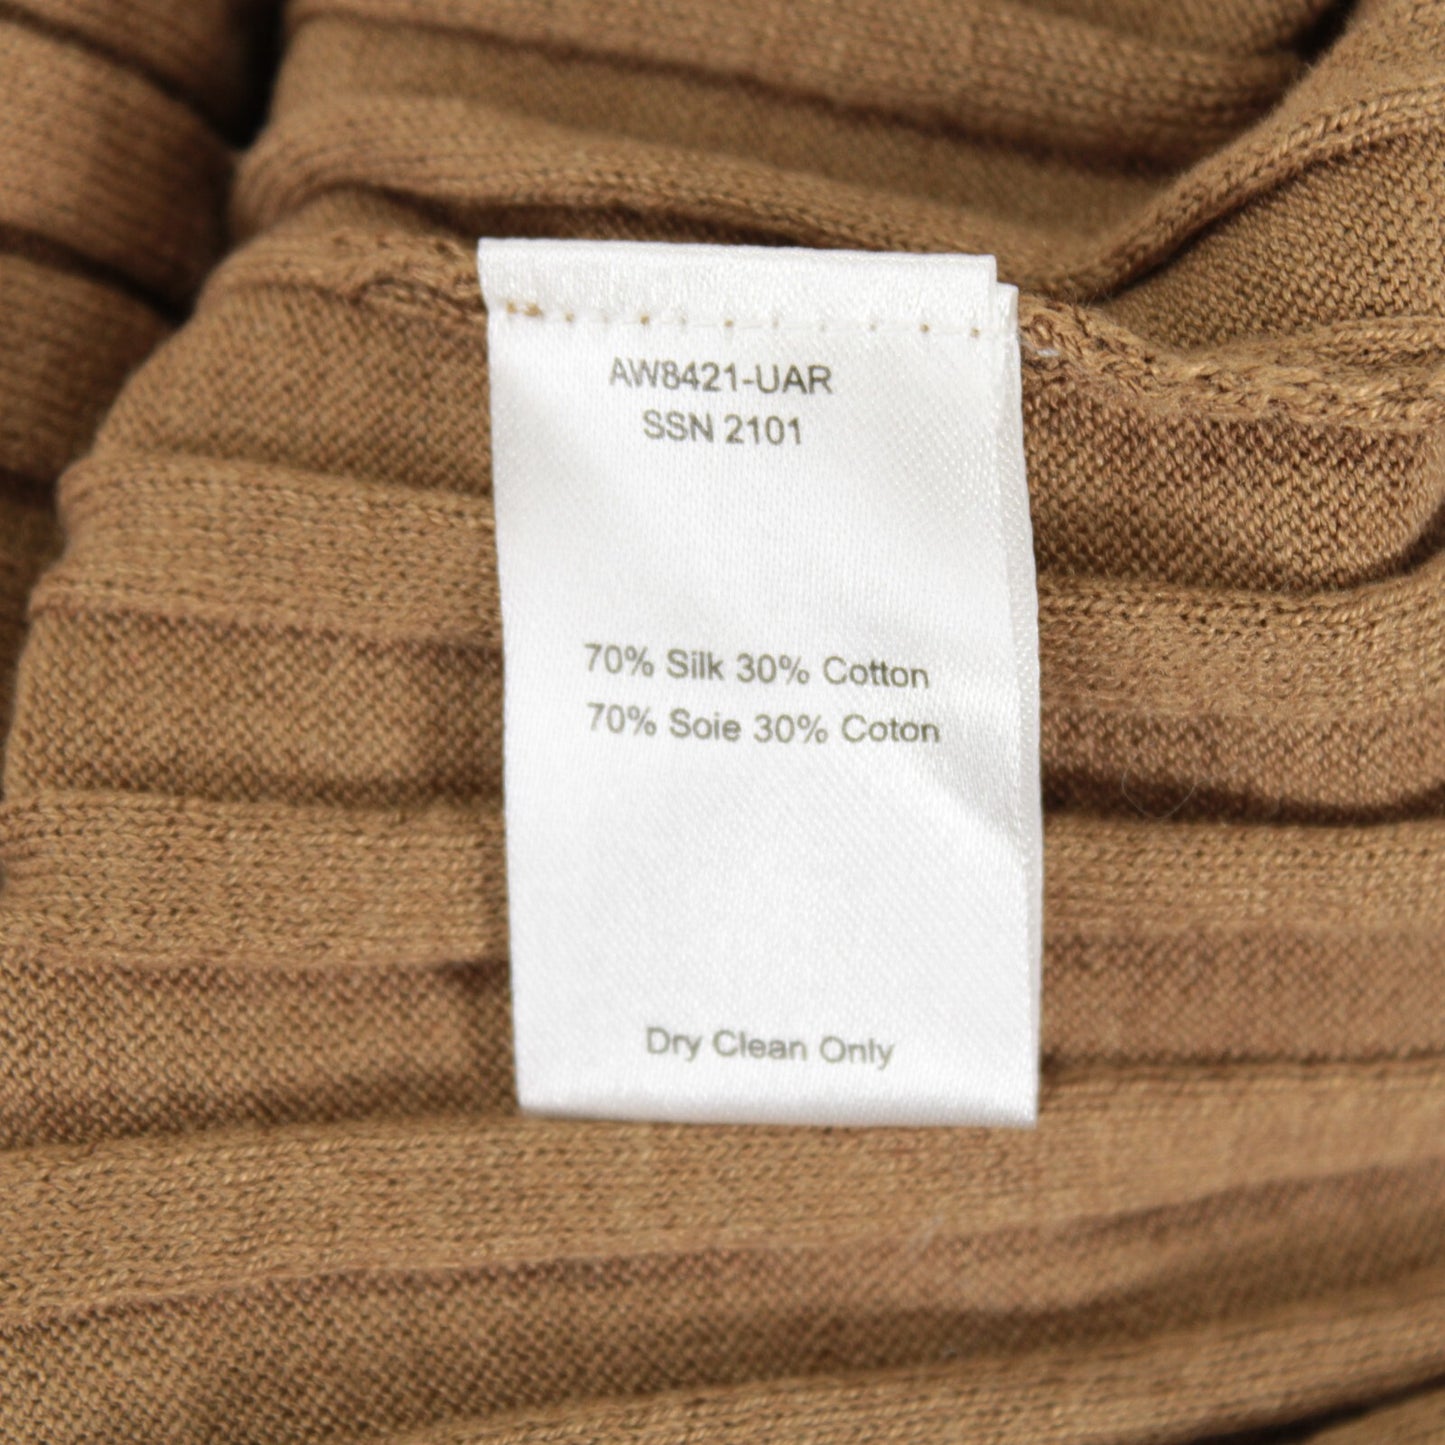 AW8421-UAR
SSN 2101
70% Silk 30% Cotton
70% Soie 30% Coton
Dry Clean Only